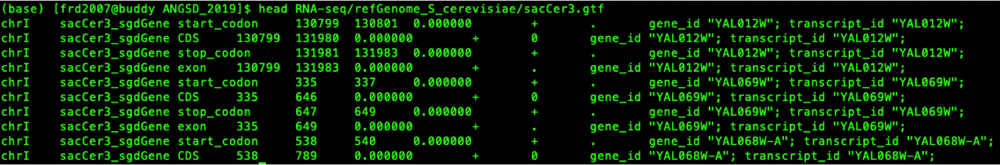 (base) [frd2007@buddy ANGSD_2019]$ head RNA-seq/refGenome_S_cerevisiae/sacCer3.gtf
chrI sacCer3_sgdGene start_codon 130799 130801 0.000000 + . gene_id "YAL012W"; transcript_id "YAL012W";
chrI sacCer3_sgdGene CDS 130799 131980 0.000000 + 0 gene_id "YAL012W"; transcript_id "YAL012W";
chrI sacCer3_sgdGene stop_codon 131981 131983 0.000000 + . gene_id "YAL012W"; transcript_id "YAL012W";
chrI sacCer3_sgdGene exon 130799 131983 0.000000 + . gene_id "YAL012W"; transcript_id "YAL012W";
chrI sacCer3_sgdGene start_codon 335 337 0.000000 + . gene_id "YAL069W"; transcript_id "YAL069W";
chrI sacCer3_sgdGene CDS 335 646 0.000000 + 0 gene_id "YAL069W"; transcript_id "YAL069W";
chrI sacCer3_sgdGene stop_codon 647 649 0.000000 + . gene_id "YAL069W"; transcript_id "YAL069W";
chrI sacCer3_sgdGene exon 335 649 0.000000 + . gene_id "YAL069W"; transcript_id "YAL069W";
chrI sacCer3_sgdGene start_codon 538 540 0.000000 + . gene_id "YAL068W-A"; transcript_id "YAL068W-A";
chrI sacCer3_sgdGene CDS 538 789 0.000000 + 0 gene_id "YAL068W-A"; transcript_id "YAL068W-A";